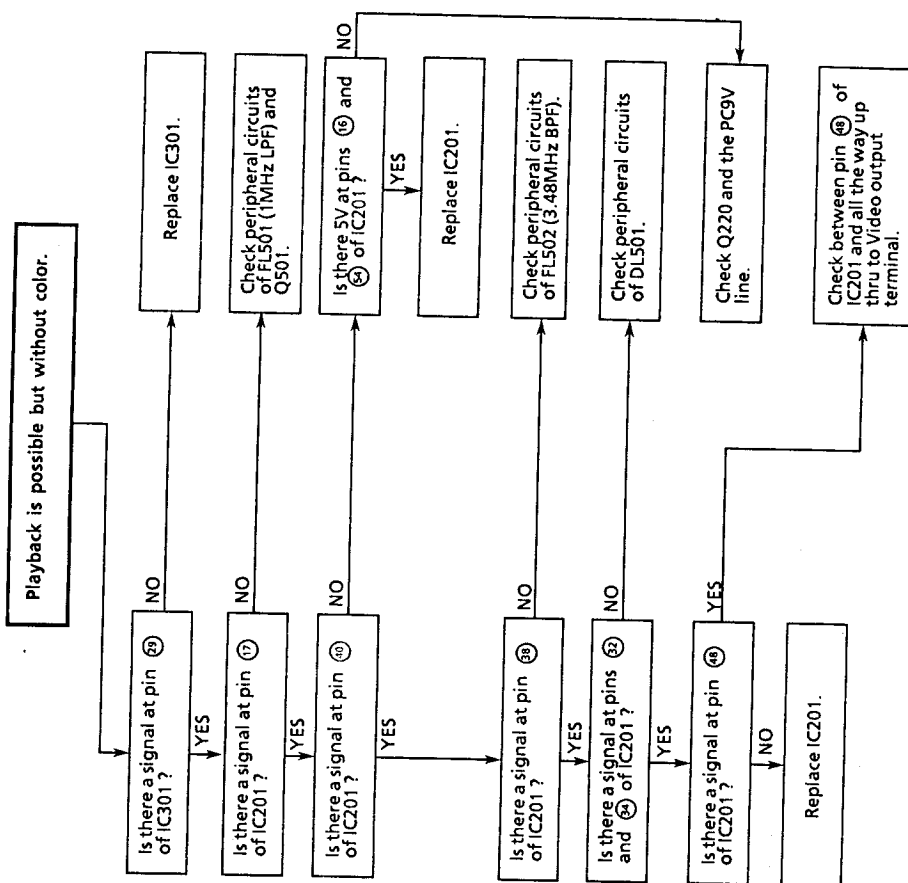 Playback is possible but without color.
Is there a signal at pin 29
of IC301 ?
NO
Replace IC301.
YES
Is there a signal at pin 17
of IC201 ?
NO
Check peripheral circuits
of FL501 (1MHz LPF) and
Q501.
YES
Is there a signal at pin 40
of IC201 ?
NO
Is there 5V at pins 16 and
54 of IC201 ?
NO
YES
Replace IC201.
YES
Is there a signal at pin 38
of IC201 ?
NO
Check peripheral circuits
of FL502 (3.48MHz BPF).
YES
Is there a signal at pins 32
and 34 of IC201 ?
NO
Check peripheral circuits
of DL501.
YES
Check Q220 and the PC9V
line.
Is there a signal at pin 48
of IC201 ?
YES
Check between pin 48 of
IC201 and all the way up
thru to Video output
terminal.
NO
Replace IC201.